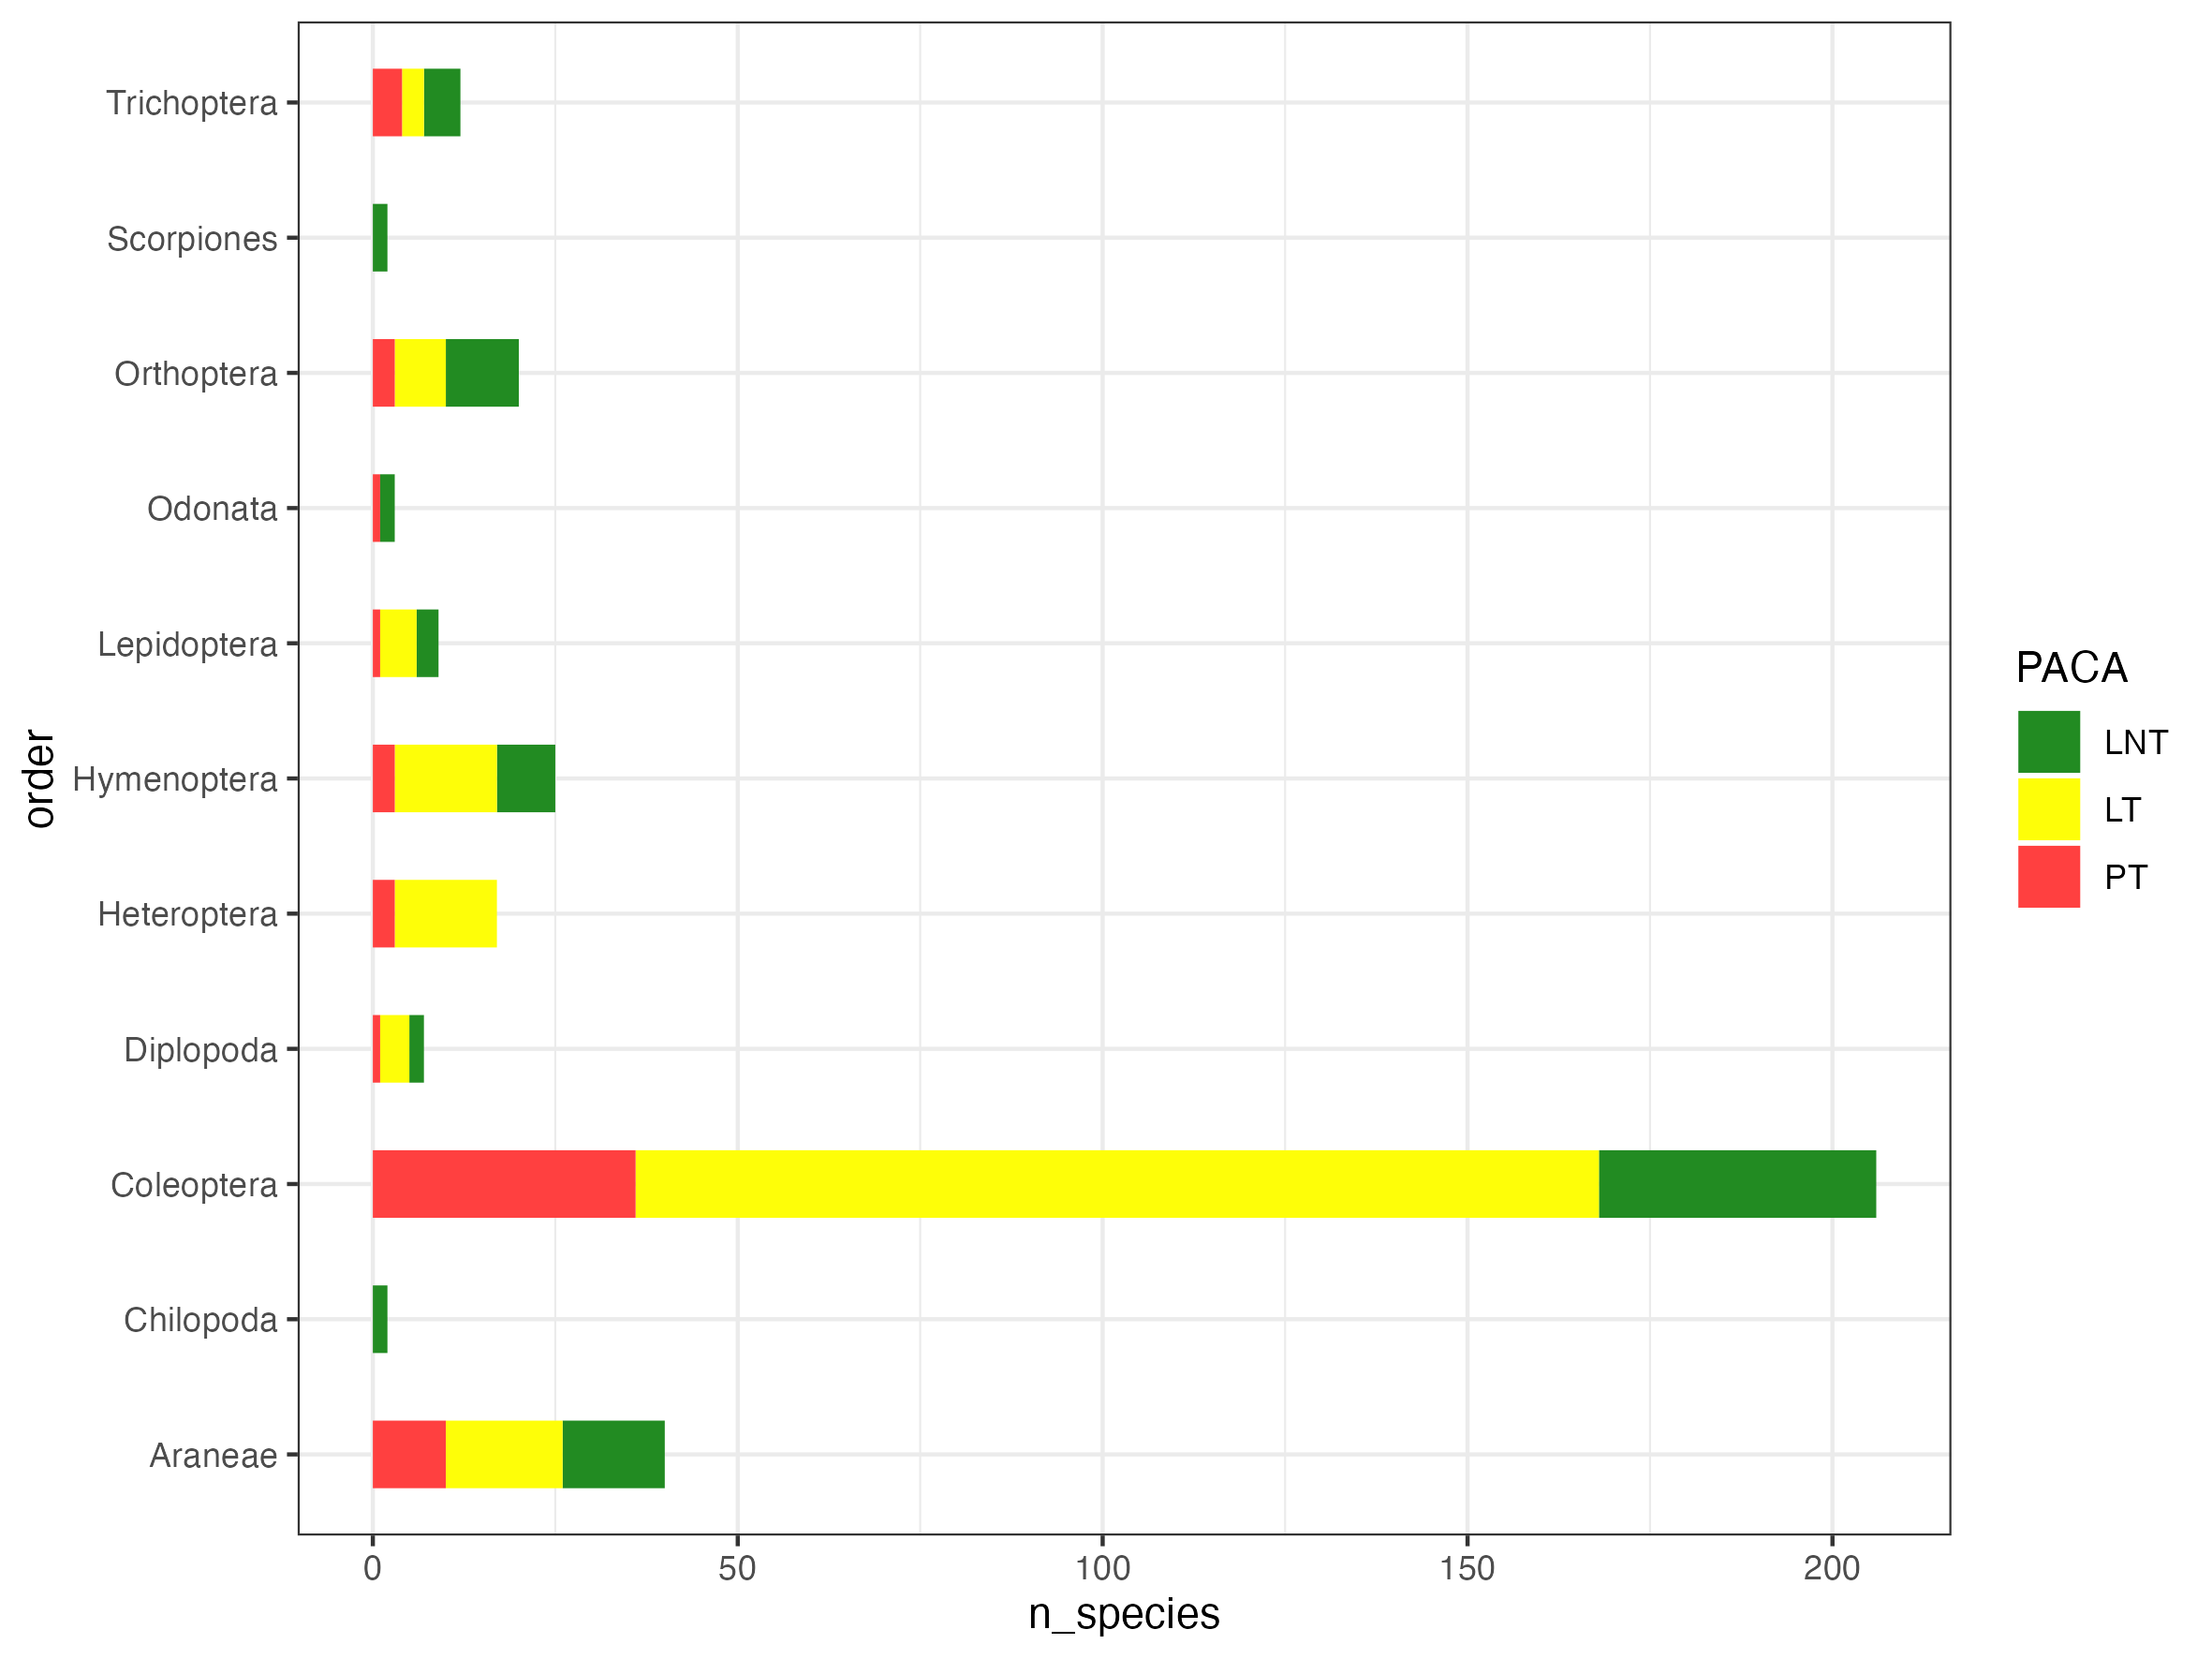 Trichoptera
Scorpiones
Orthoptera
Odonata
Lepidoptera
Hymenoptera
Heteroptera
Diplopoda
Coleoptera
Chilopoda
Araneae
order
0 50 100 150 200
n_species
PACA
LNT
LT
PT